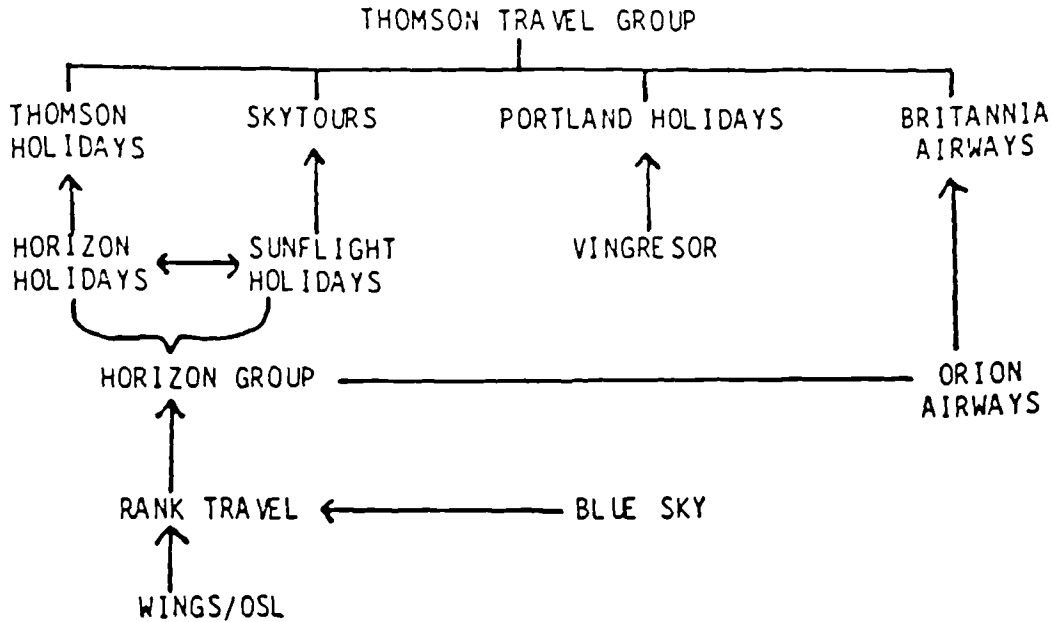 THOMSON TRAVEL GROUP
THOMSON
HOLIDAYS
SKYTOURS
PORTLAND HOLIDAYS
BRITANNIA
AIRWAYS
HORIZON
HOLIDAYS
SUNFLIGHT
HOLIDAYS
VINGRESOR
HORIZON GROUP
ORION
AIRWAYS
RANK TRAVEL
BLUE SKY
WINGS/OSL